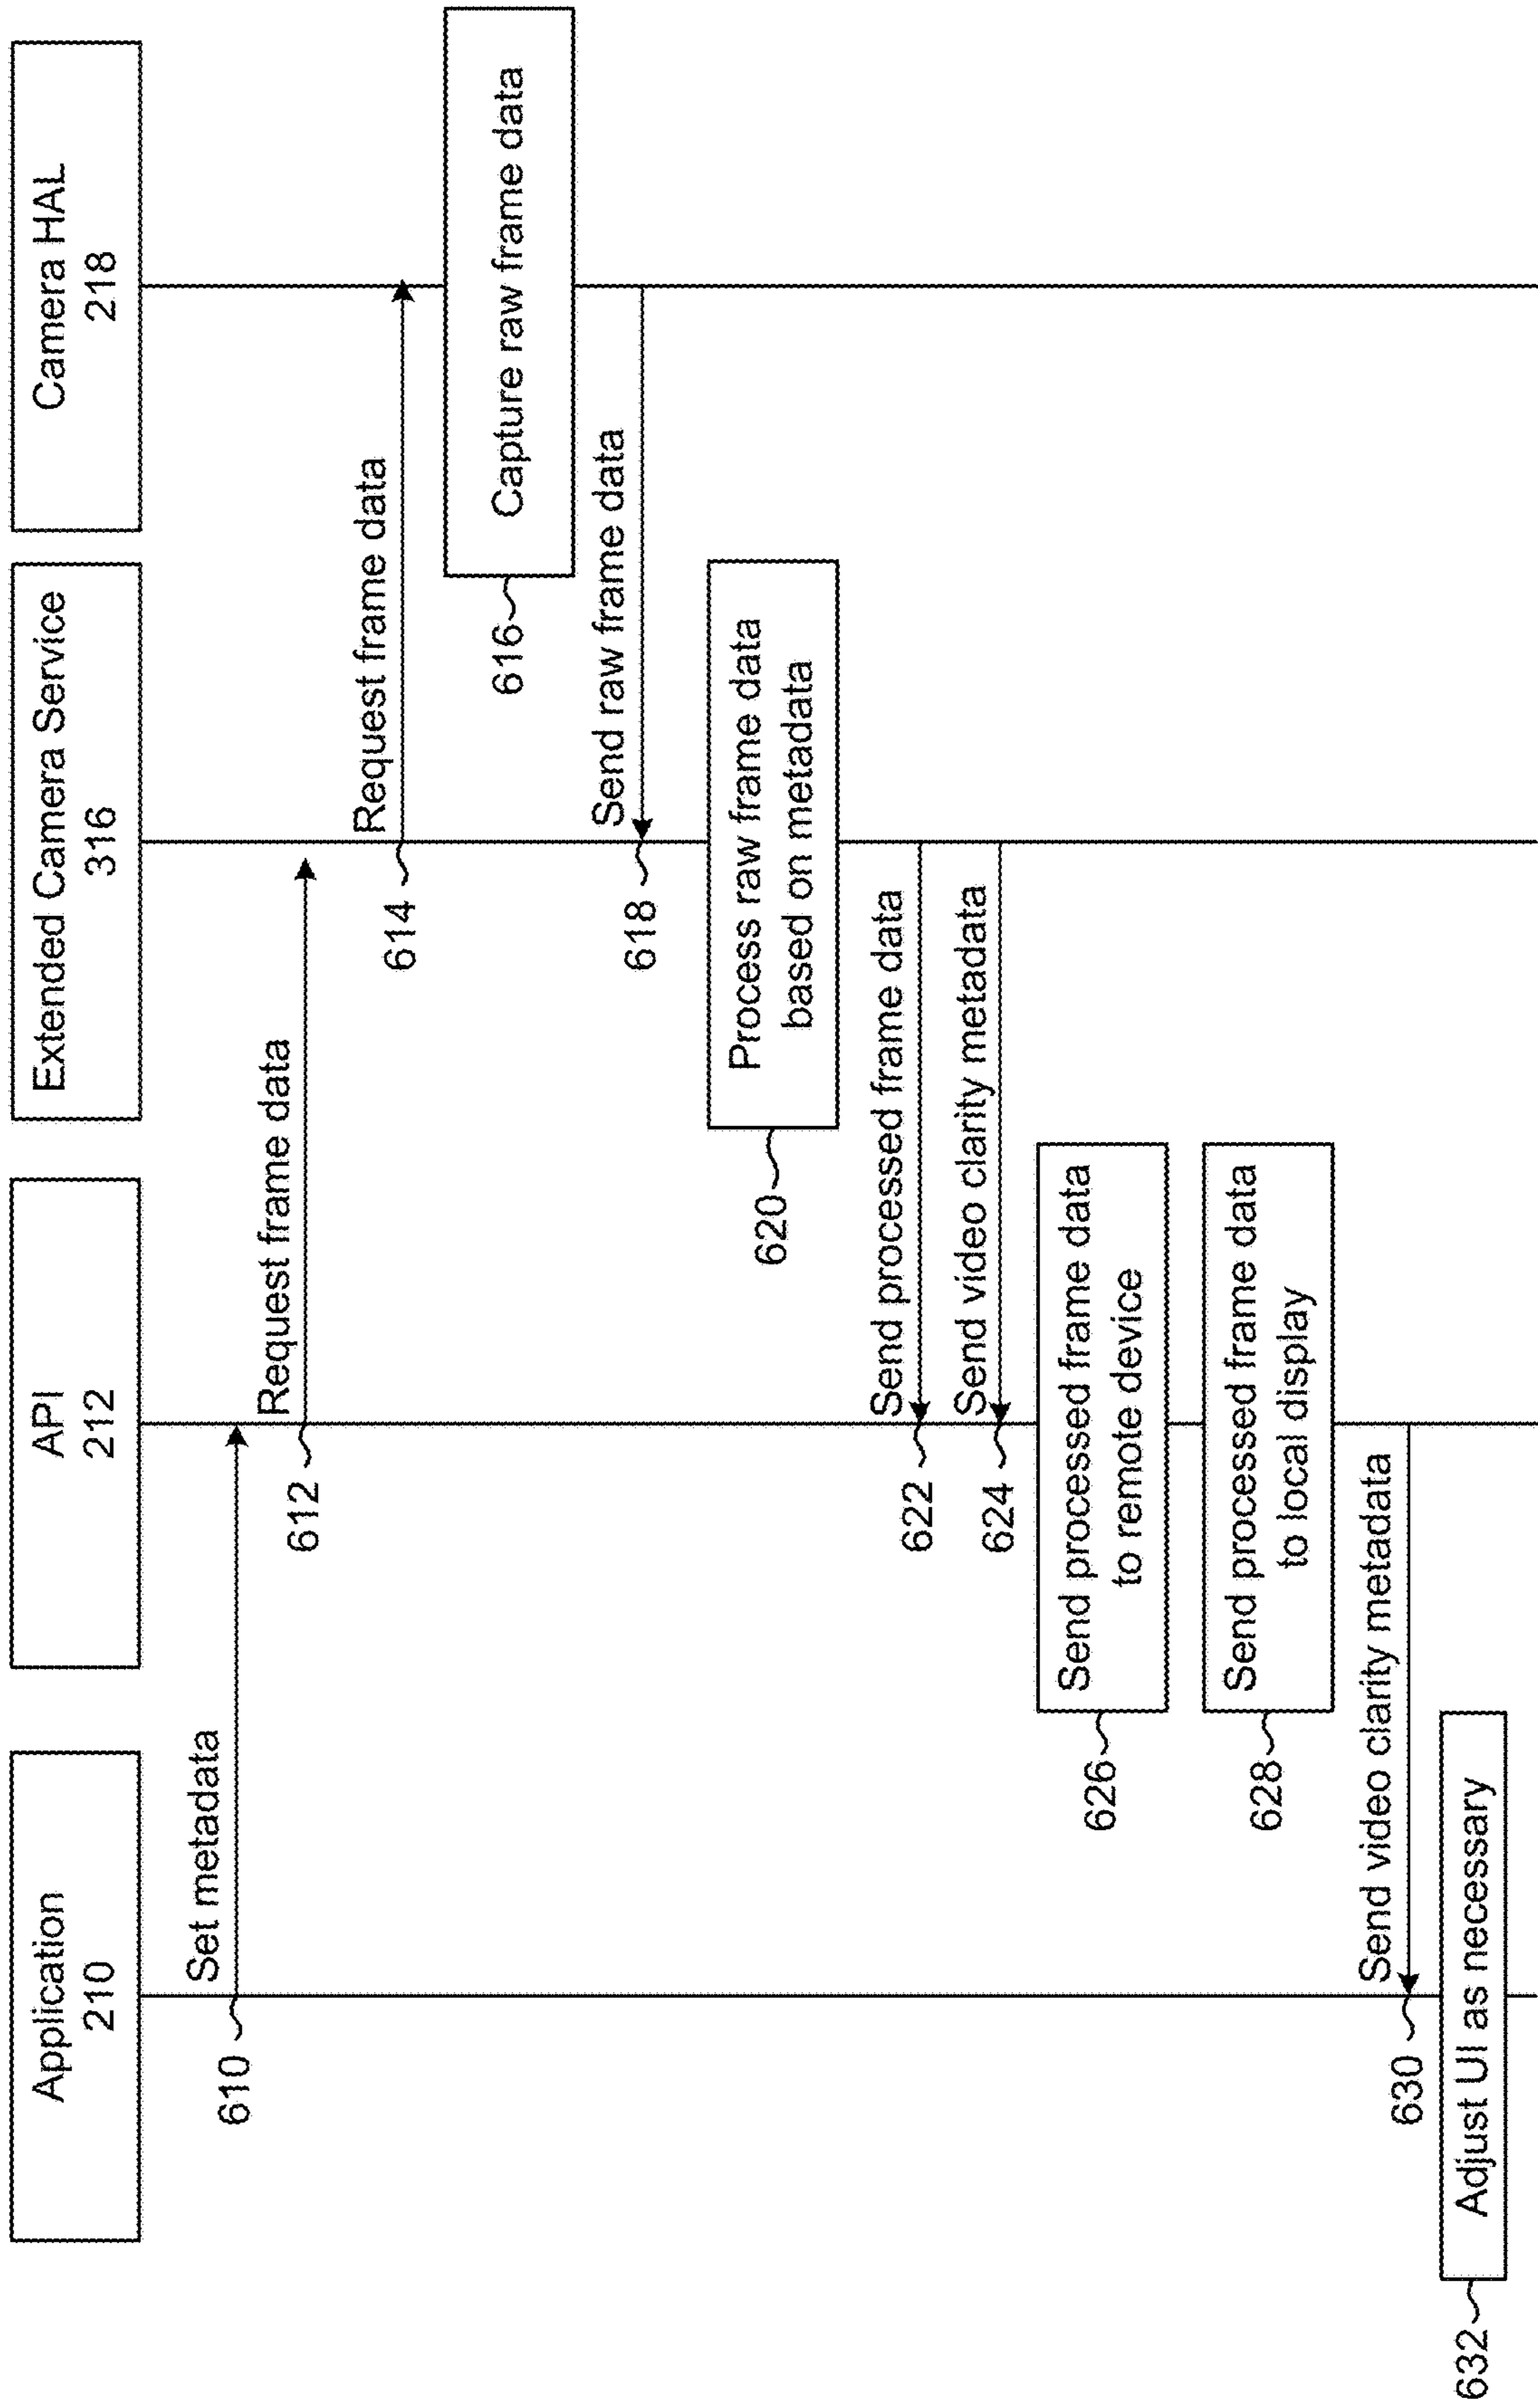 Application
210
API
212
Extended Camera Service
316
Camera HAL
218
Set metadata
610
Request frame data
612
Request frame data
614
Capture raw frame data
616
Send raw frame data
618
Process raw frame data
based on metadata
620
Send processed frame data
622
Send video clarity metadata
624
Send processed frame data
to remote device
626
Send processed frame data
to local display
628
Send video clarity metadata
630
Adjust UI as necessary
632